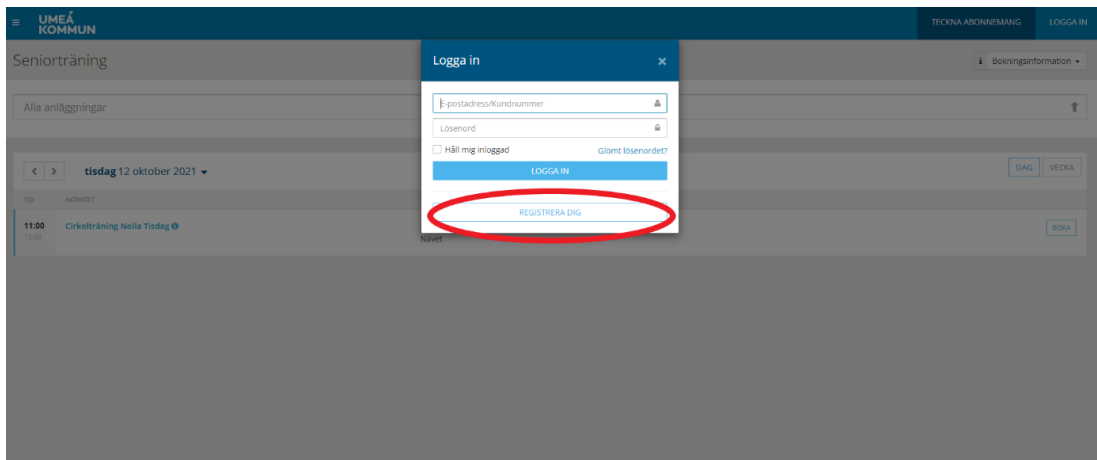 UMEÅ
KOMMUN
TECKNA ABONNEMANG
LOGGA IN
Seniorträning
Bokningsinformation
Alla anläggningar
Logga in
E-postadress/Kundnummer
Lösenord
Håll mig inloggad
Glömt lösenordet?
LOGGA IN
REGISTRERA DIG
tisdag 12 oktober 2021
DAG
VECKA
TID
AKTIVITET
11:00
Cirkelträning Nolia Tisdag
12:00
Navet
BOKA